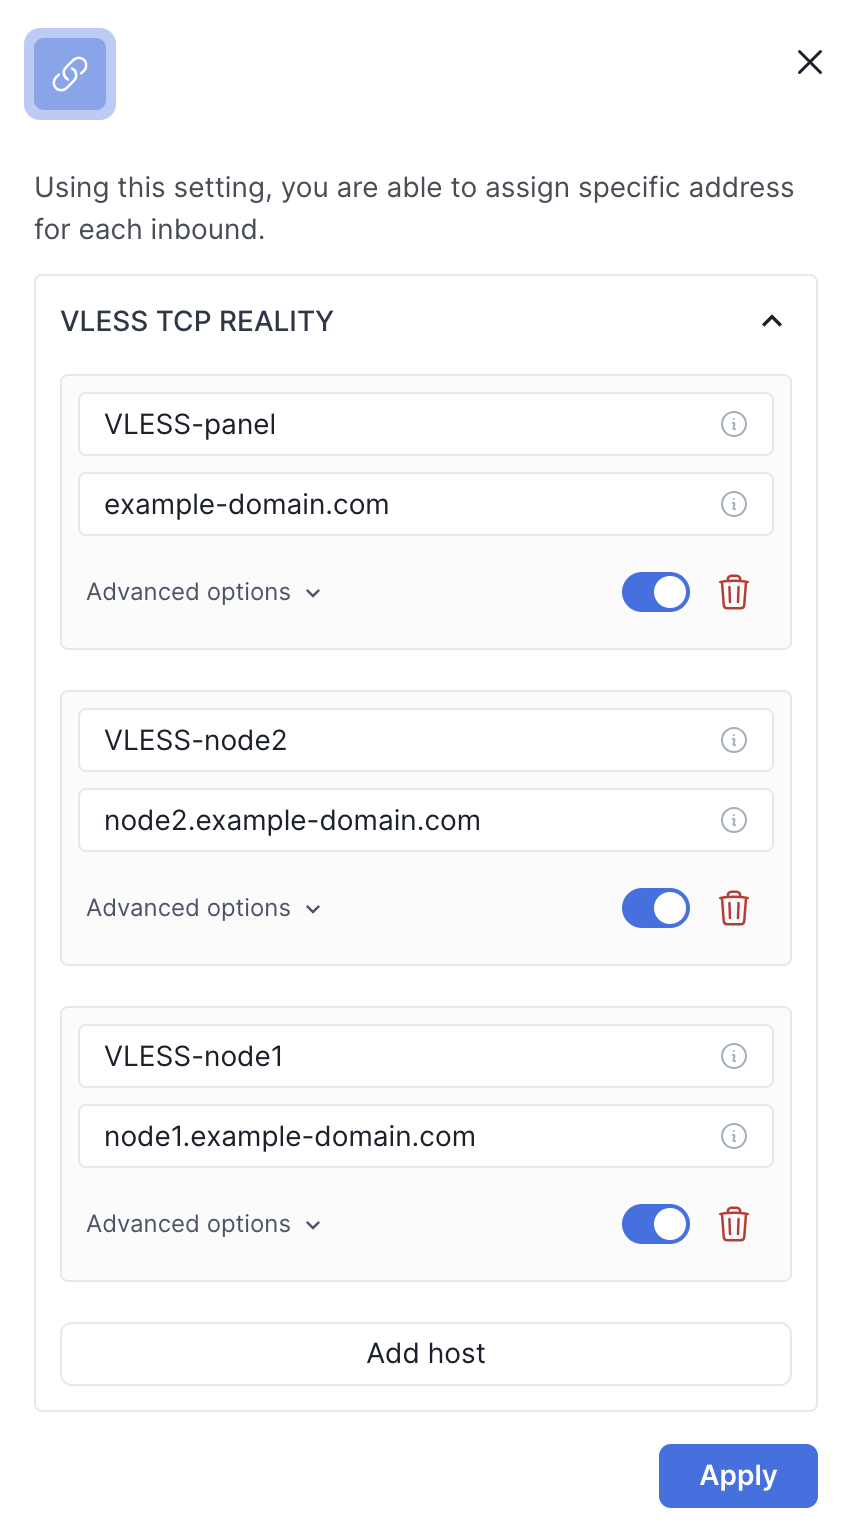 Using this setting, you are able to assign specific address
for each inbound.
VLESS TCP REALITY
VLESS-panel
example-domain.com
Advanced options
VLESS-node2
node2.example-domain.com
Advanced options
VLESS-node1
node1.example-domain.com
Advanced options
Add host
Apply